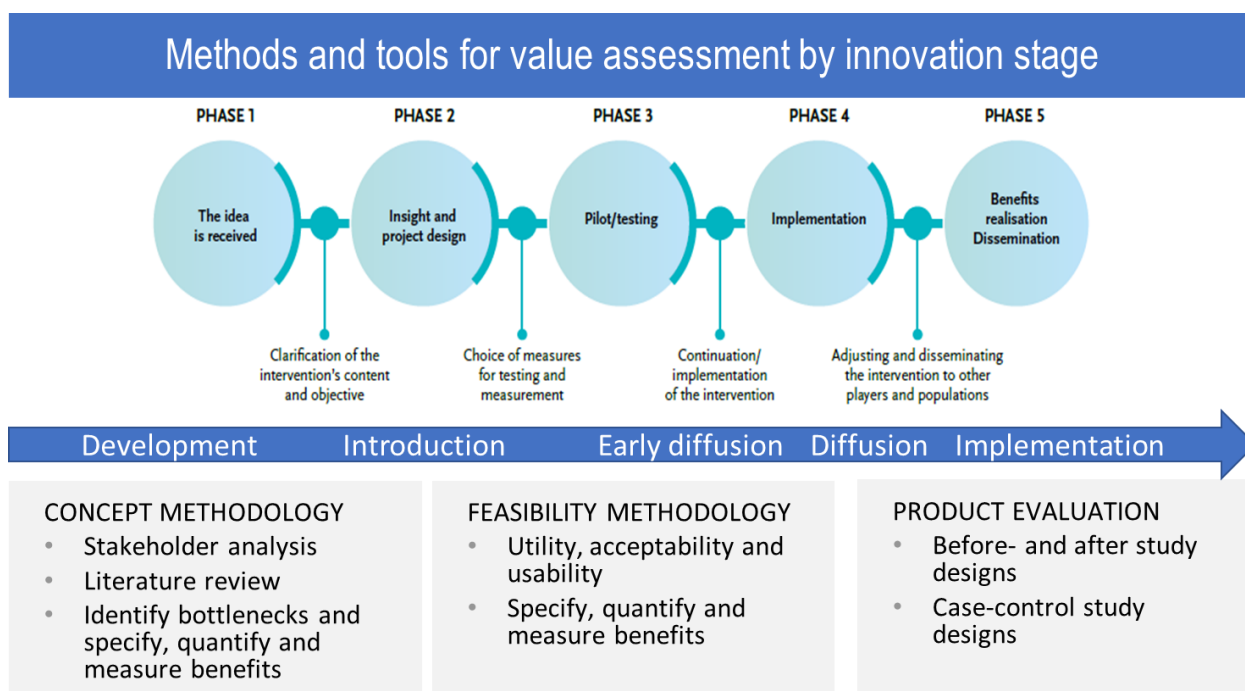 Methods and tools for value assessment by innovation stage
PHASE 1
PHASE 2
PHASE 3
PHASE 4
PHASE 5
The idea
is received
Insight and
project design
Pilot/testing
Implementation
Benefits
realisation
Dissemination
Clarification of the
intervention's content
and objective
Choice of measures
for testing and
measurement
Continuation/
implementation
of the intervention
Adjusting and disseminating
the intervention to other
players and populations
Development
Introduction
Early diffusion
Diffusion
Implementation
CONCEPT METHODOLOGY
• Stakeholder analysis
• Literature review
• Identify bottlenecks and
specify, quantify and
measure benefits
FEASIBILITY METHODOLOGY
• Utility, acceptability and
usability
• Specify, quantify and
measure benefits
PRODUCT EVALUATION
• Before- and after study
designs
• Case-control study
designs